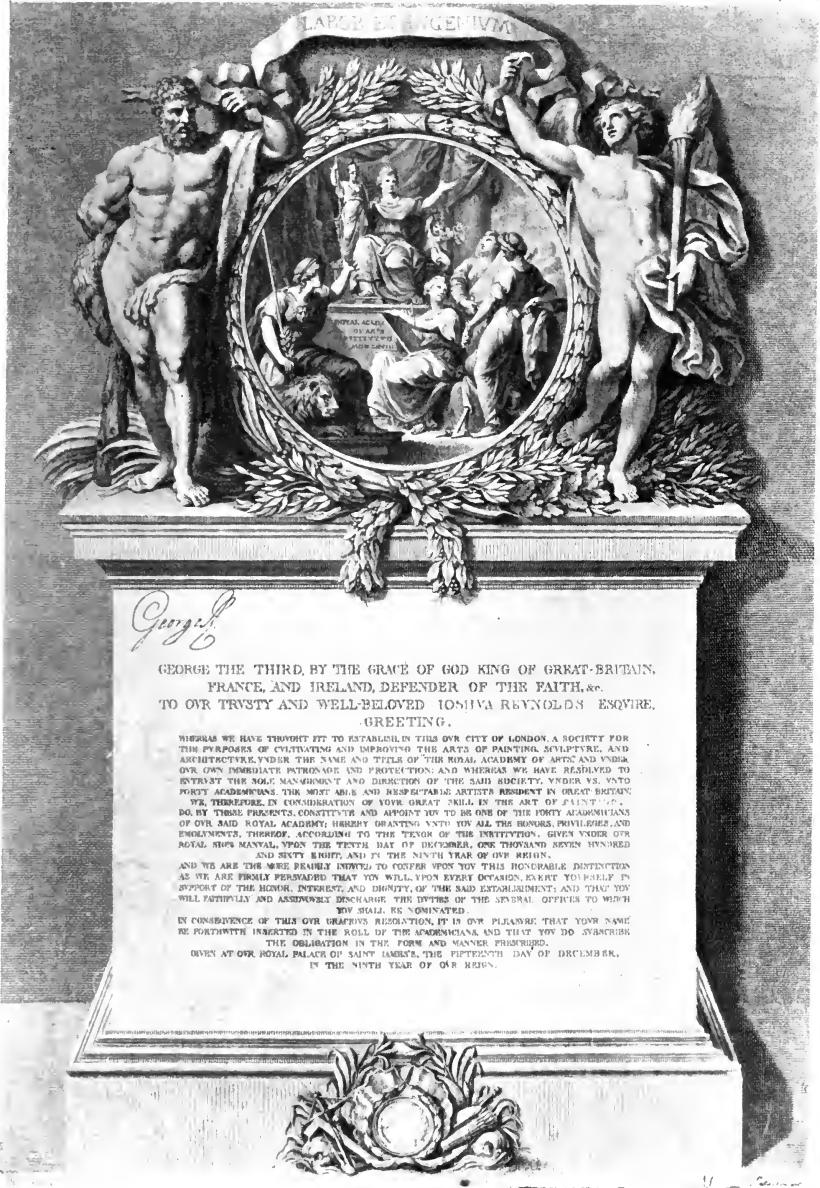 LABOR ET INGENIVM
ROYAL ACADE
OF ARTS
INSTITVTED
George R.
GEORGE THE THIRD, BY THE GRACE OF GOD KING OF GREAT-BRITAIN,
FRANCE, AND IRELAND, DEFENDER OF THE FAITH, &c.
TO OVR TRVSTY AND WELL-BELOVED IOSHVA REYNOLDS ESQVIRE,
GREETING.
WHEREAS WE HAVE THOVGHT FIT TO ESTABLISH, IN THIS OVR CITY OF LONDON, A SOCIETY FOR
THE PVRPOSES OF CVLTIVATING AND IMPROVING THE ARTS OF PAINTING, SCVLPTVRE, AND
ARCHITECTVRE, VNDER THE NAME AND TITLE OF THE ROYAL ACADEMY OF ARTS, AND VNDER
OVR OWN IMMEDIATE PATRONAGE AND PROTECTION; AND WHEREAS WE HAVE RESOLVED TO
ENTRVST THE SOLE MANAGEMENT AND DIRECTION OF THE SAID SOCIETY, VNDER VS, VNTO
FORTY ACADEMICIANS, THE MOST ABLE AND RESPECTABLE ARTISTS RESIDENT IN GREAT BRITAIN;
WE, THEREFORE, IN CONSIDERATION OF YOVR GREAT SKILL IN THE ART OF PAINTING,
DO, BY THESE PRESENTS, CONSTITVTE AND APPOINT YOV TO BE ONE OF THE FORTY ACADEMICIANS
OF OVR SAID ROYAL ACADEMY; HEREBY GRANTING VNTO YOV ALL THE HONORS, PRIVILEGES, AND
EMOLVMENTS, THEREOF, ACCORDING TO THE TENOR OF THE INSTITVTION, GIVEN VNDER OVR
ROYAL SIGN MANVAL, VPON THE TENTH DAY OF DECEMBER, ONE THOVSAND SEVEN HVNDRED
AND SIXTY EIGHT, AND IN THE NINTH YEAR OF OVR REIGN.
AND WE ARE THE MORE READILY INDVCED TO CONFER VPON YOV THIS HONORABLE DISTINCTION
AS WE ARE FIRMLY PERSVADED THAT YOV WILL, VPON EVERY OCCASION, EXERT YOVRSELF IN
SVPPORT OF THE HONOR, INTEREST, AND DIGNITY, OF THE SAID ESTABLISHMENT; AND THAT YOV
WILL FAITHFVLLY AND ASSIDVOVSLY DISCHARGE THE DVTIES OF THE SEVERAL OFFICES TO WHICH
YOV SHALL BE NOMINATED.
IN CONSEQVENCE OF THIS OVR GRACIOVS RESOLVTION, IT IS OVR PLEASVRE THAT YOVR NAME
BE FORTHWITH INSERTED IN THE ROLL OF THE ACADEMICIANS, AND THAT YOV DO SVBSCRIBE
THE OBLIGATION IN THE FORM AND MANNER PRESCRIBED.
GIVEN AT OVR ROYAL PALACE OF SAINT IAMES'S, THE FIFTEENTH DAY OF DECEMBER,
IN THE NINTH YEAR OF OVR REIGN.